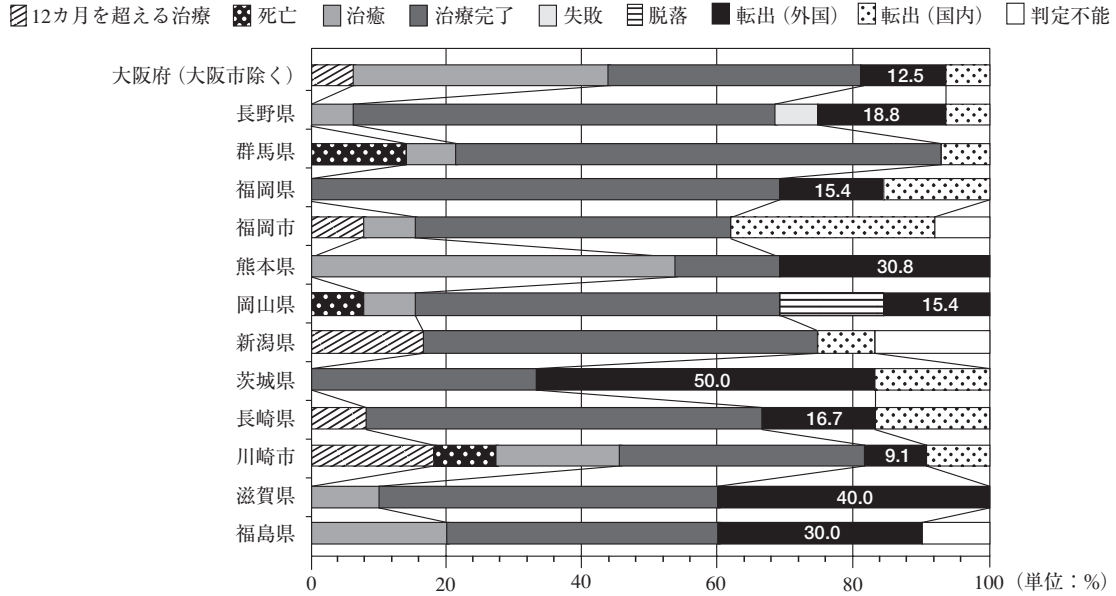 12カ月を超える治療 死亡 治癒 治療完了 失敗 脱落 転出（外国） 転出（国内） 判定不能
大阪府（大阪市除く） 12.5
長野県 18.8
群馬県
福岡県 15.4
福岡市
熊本県 30.8
岡山県 15.4
新潟県
茨城県 50.0
長崎県 16.7
川崎市 9.1
滋賀県 40.0
福島県 30.0
0 20 40 60 80 100（単位：%）